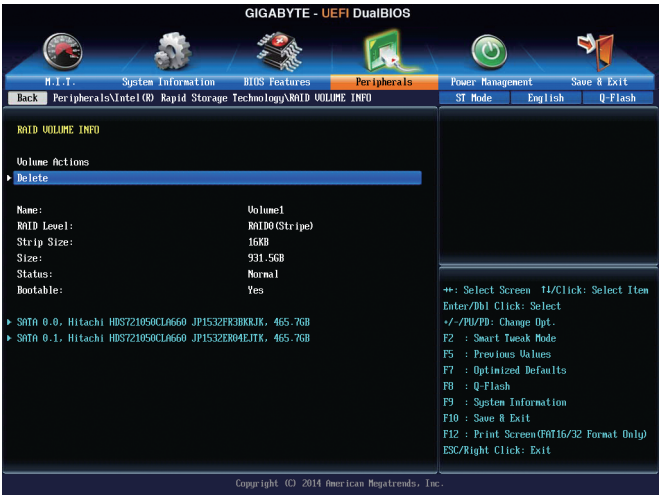 GIGABYTE - UEFI DualBIOS
M.I.T. System Information BIOS Features Peripherals Power Management Save & Exit
Back Peripherals\Intel(R) Rapid Storage Technology\RAID VOLUME INFO ST Mode English Q-Flash
RAID VOLUME INFO
Volume Actions
Delete
Name: Volume1
RAID Level: RAID0(Stripe)
Strip Size: 16KB
Size: 931.5GB
Status: Normal
Bootable: Yes
SATA 0.0, Hitachi HDS721050CLA660 JP1532FR3BKRJK, 465.7GB
SATA 0.1, Hitachi HDS721050CLA660 JP1532ER04EJTK, 465.7GB
→←: Select Screen ↑↓/Click: Select Item
Enter/Dbl Click: Select
+/-/PU/PD: Change Opt.
F2 : Smart Tweak Mode
F5 : Previous Values
F7 : Optimized Defaults
F8 : Q-Flash
F9 : System Information
F10 : Save & Exit
F12 : Print Screen(FAT16/32 Format Only)
ESC/Right Click: Exit
Copyright (C) 2014 American Megatrends, Inc.